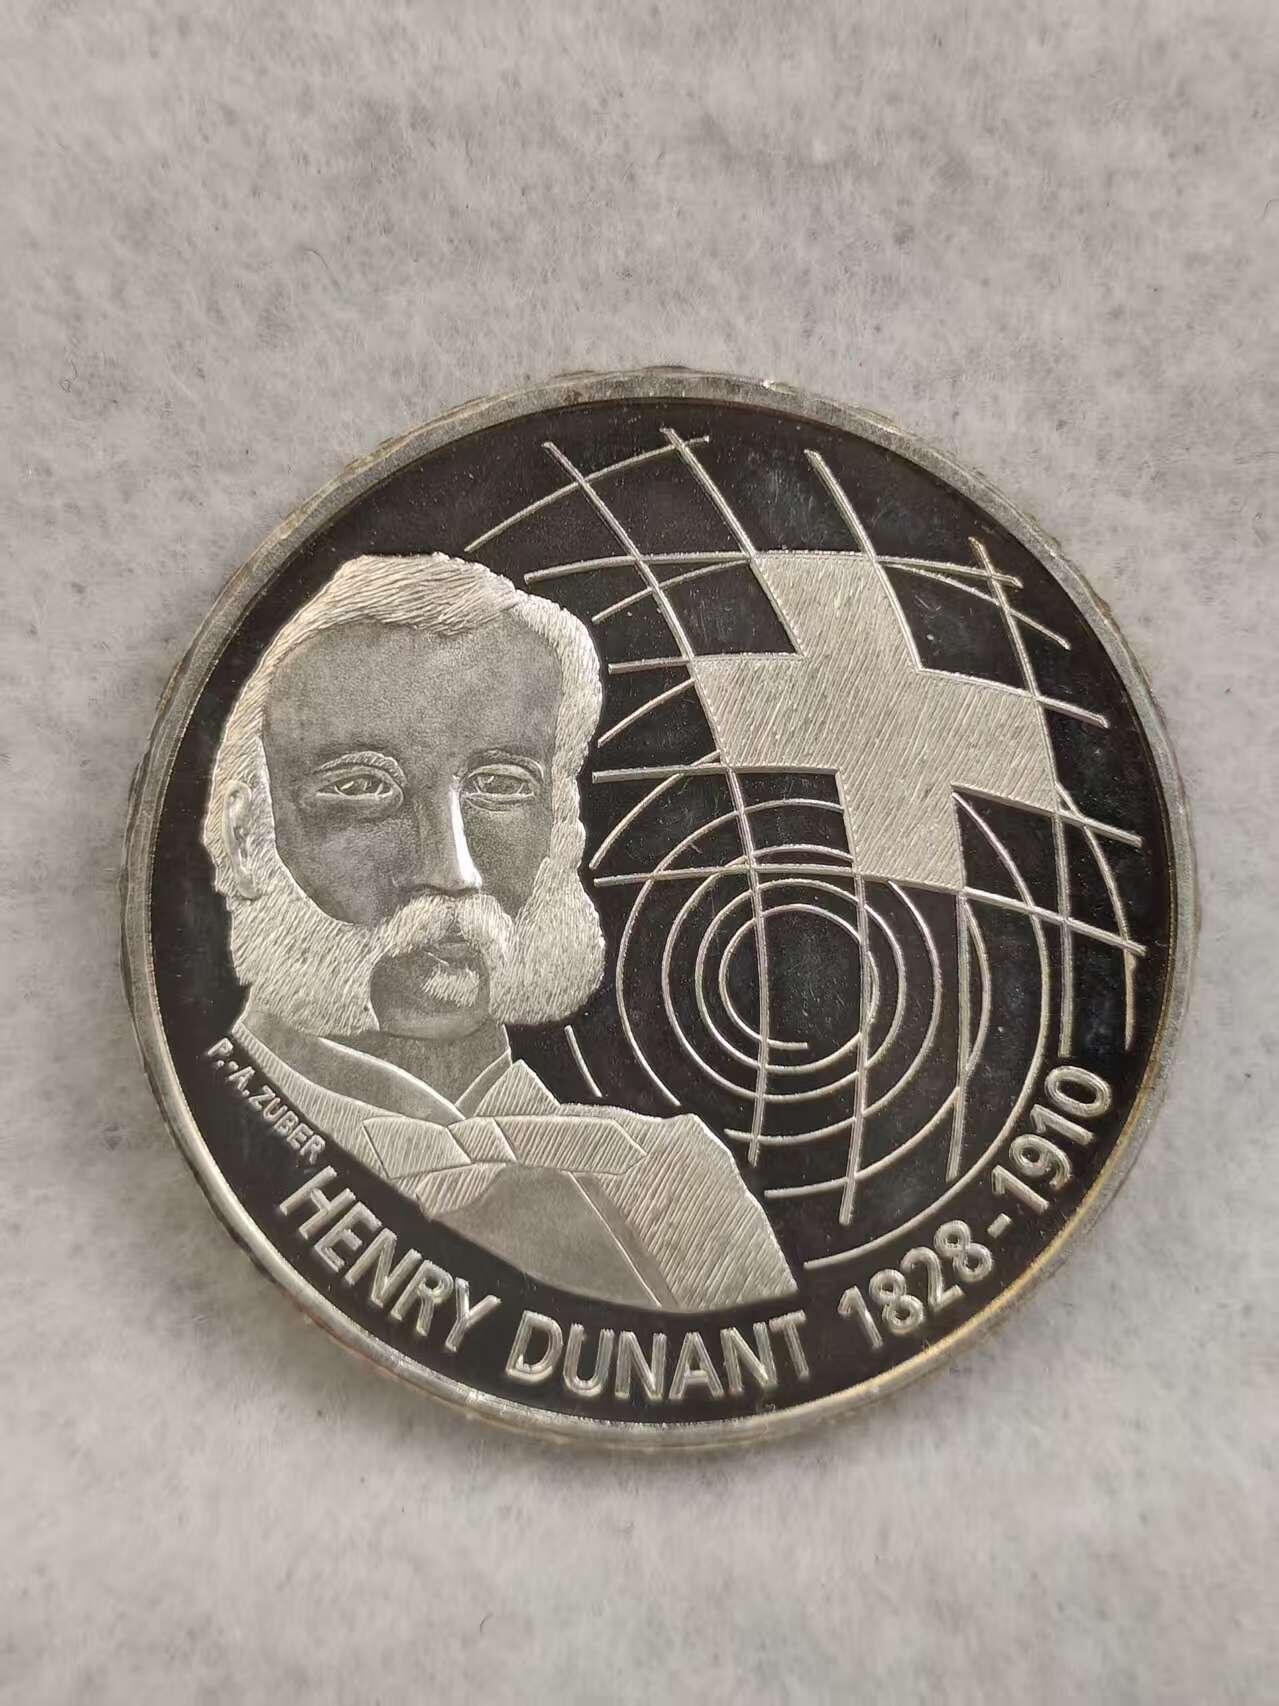 P.-A. ZUBER
HENRY DUNANT 1828-1910